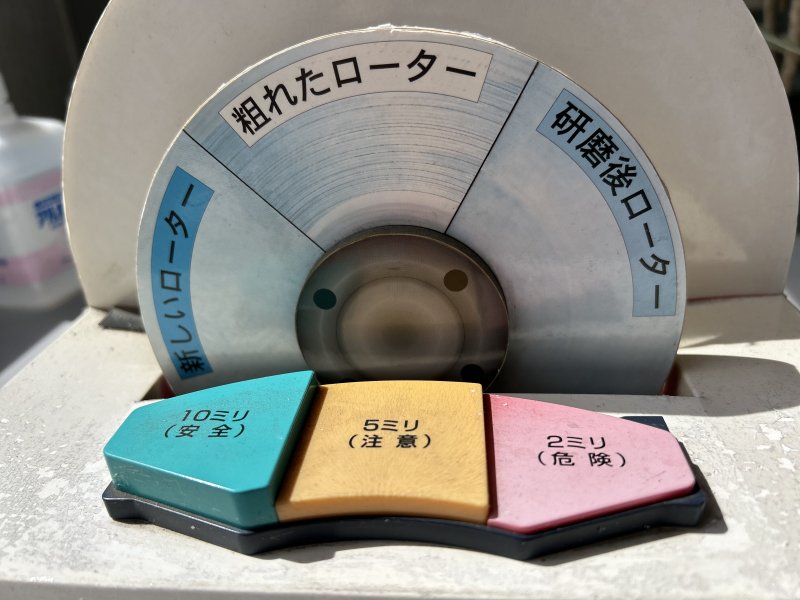 粗れたローター
研磨後ローター
新しいローター
10ミリ
(安全)
5ミリ
(注意)
2ミリ
(危険)